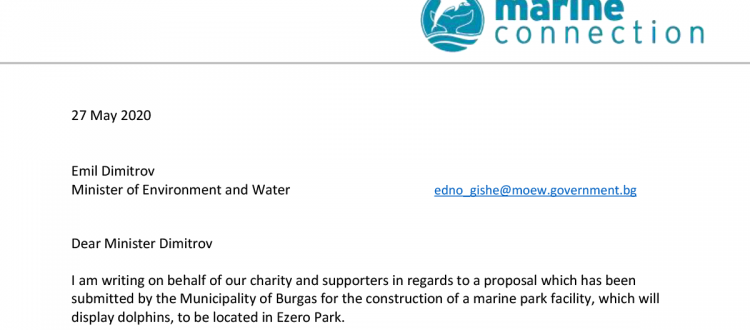 marine
connection
27 May 2020
Emil Dimitrov
Minister of Environment and Water edno_gishe@moew.government.bg
Dear Minister Dimitrov
I am writing on behalf of our charity and supporters in regards to a proposal which has been
submitted by the Municipality of Burgas for the construction of a marine park facility, which will
display dolphins, to be located in Ezero Park.